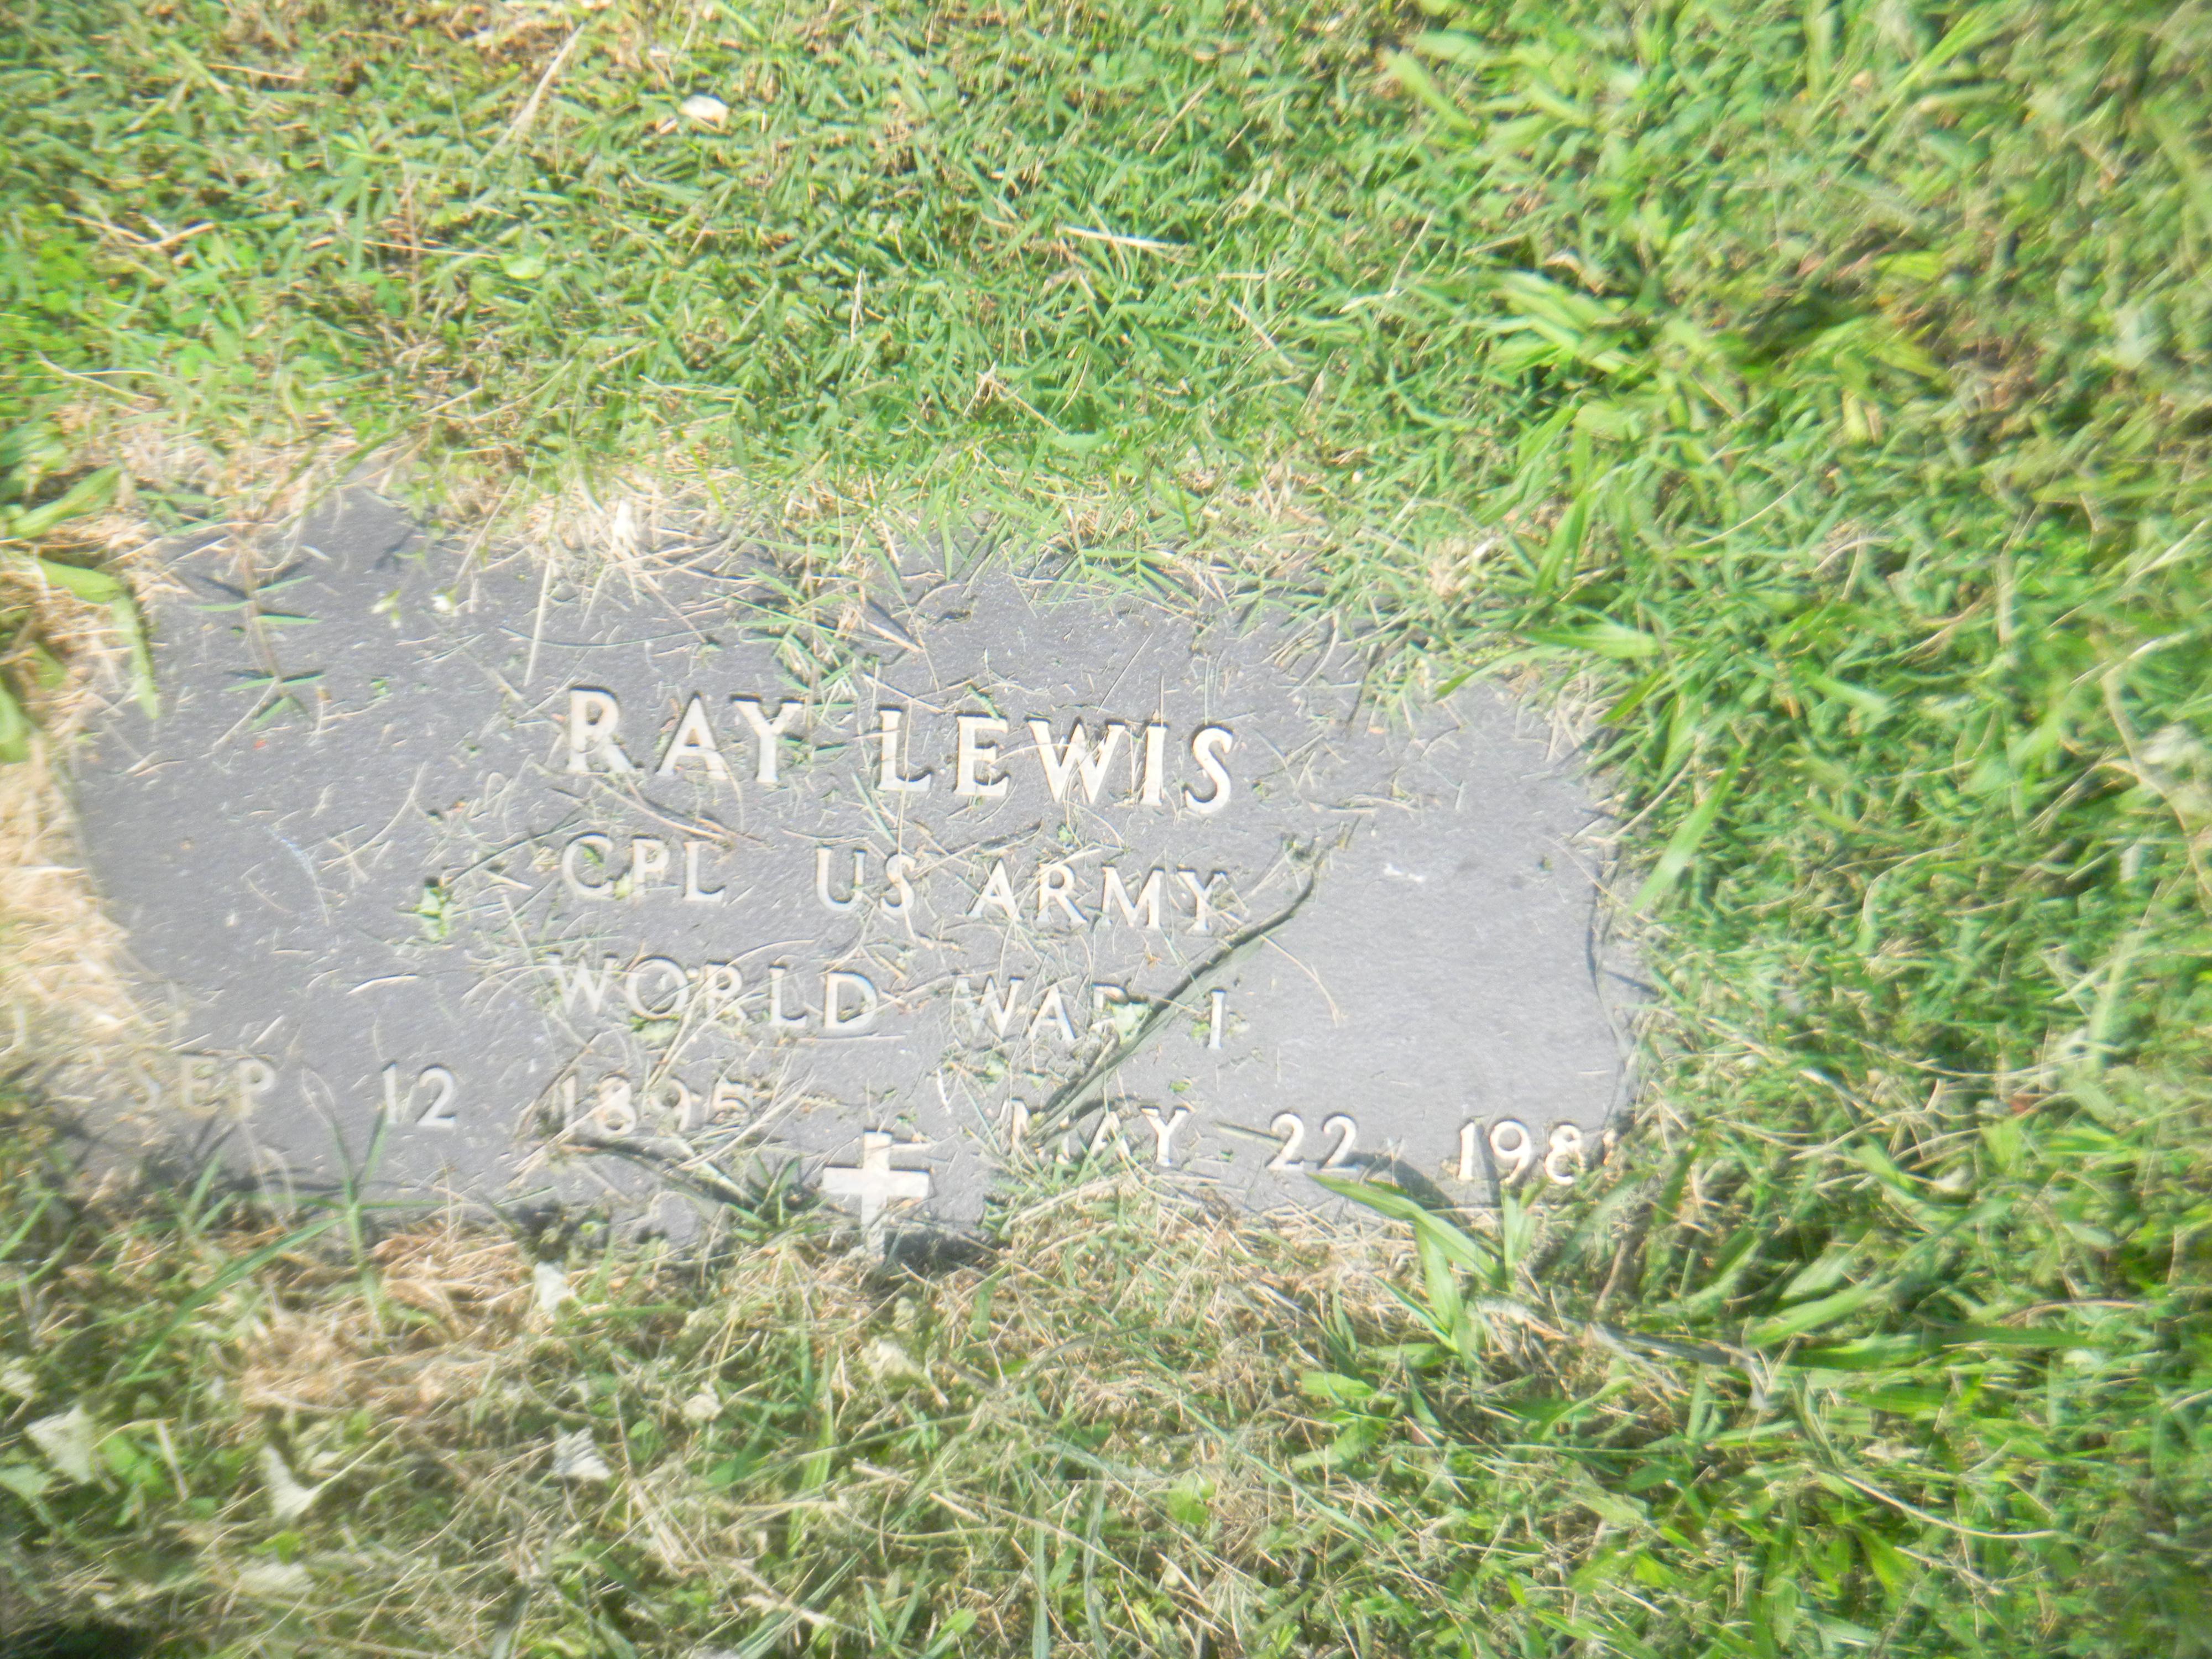 RAY LEWIS
CPL US ARMY
WORLD WAR I
SEP 12 1895 MAY 22